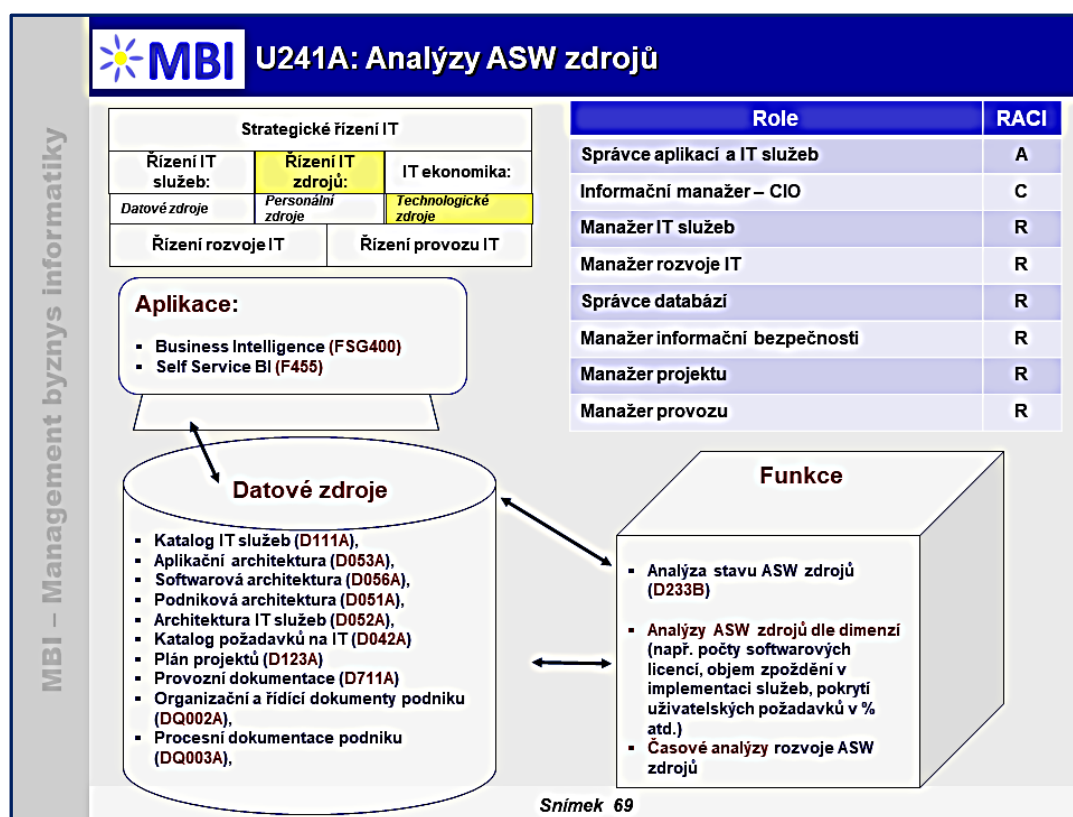 MBI – Management byznys informatiky
MBI
U241A: Analýzy ASW zdrojů
Strategické řízení IT
Řízení IT
služeb:
Řízení IT
zdrojů:
IT ekonomika:
Datové zdroje
Personální
zdroje
Technologické
zdroje
Řízení rozvoje IT
Řízení provozu IT
Role RACI
Správce aplikací a IT služeb A
Informační manažer – CIO C
Manažer IT služeb R
Manažer rozvoje IT R
Správce databází R
Manažer informační bezpečnosti R
Manažer projektu R
Manažer provozu R
Aplikace:
▪ Business Intelligence (FSG400)
▪ Self Service BI (F455)
Datové zdroje
▪ Katalog IT služeb (D111A),
▪ Aplikační architektura (D053A),
▪ Softwarová architektura (D056A),
▪ Podniková architektura (D051A),
▪ Architektura IT služeb (D052A),
▪ Katalog požadavků na IT (D042A)
▪ Plán projektů (D123A)
▪ Provozní dokumentace (D711A)
▪ Organizační a řídící dokumenty podniku
(DQ002A),
▪ Procesní dokumentace podniku
(DQ003A),
Funkce
▪ Analýza stavu ASW zdrojů
(D233B)
▪ Analýzy ASW zdrojů dle dimenzí
(např. počty softwarových
licencí, objem zpoždění v
implementaci služeb, pokrytí
uživatelských požadavků v %
atd.)
▪ Časové analýzy rozvoje ASW
zdrojů
Snímek 69